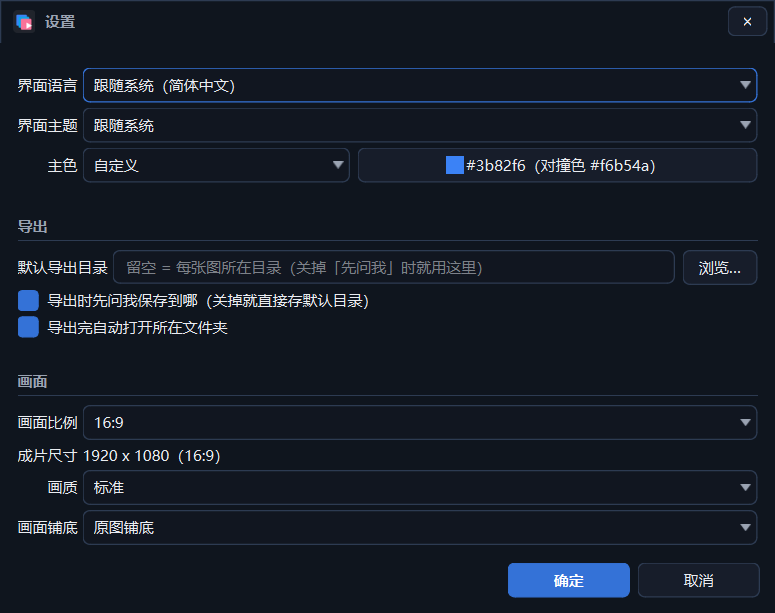 设置
界面语言 跟随系统（简体中文）
界面主题 跟随系统
主色 自定义 #3b82f6（对撞色 #f6b54a）
导出
默认导出目录 留空 = 每张图所在目录（关掉「先问我」时就用这里） 浏览...
导出时先问我保存到哪（关掉就直接存默认目录）
导出完自动打开所在文件夹
画面
画面比例 16:9
成片尺寸 1920 x 1080（16:9）
画质 标准
画面铺底 原图铺底
确定 取消